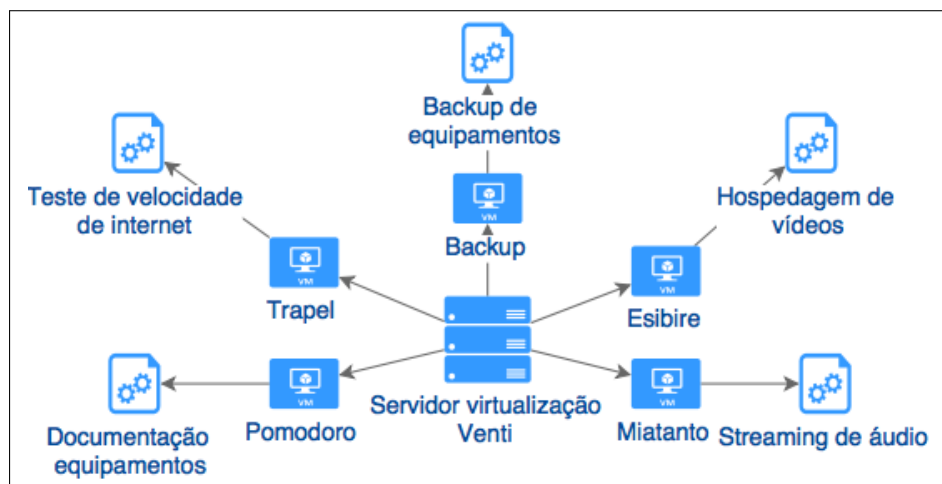 Backup de
equipamentos
VM
Backup
Teste de velocidade
de internet
VM
Trapel
Hospedagem de
vídeos
VM
Esibire
Documentação
equipamentos
VM
Pomodoro
Servidor virtualização
Venti
VM
Miatanto
Streaming de áudio